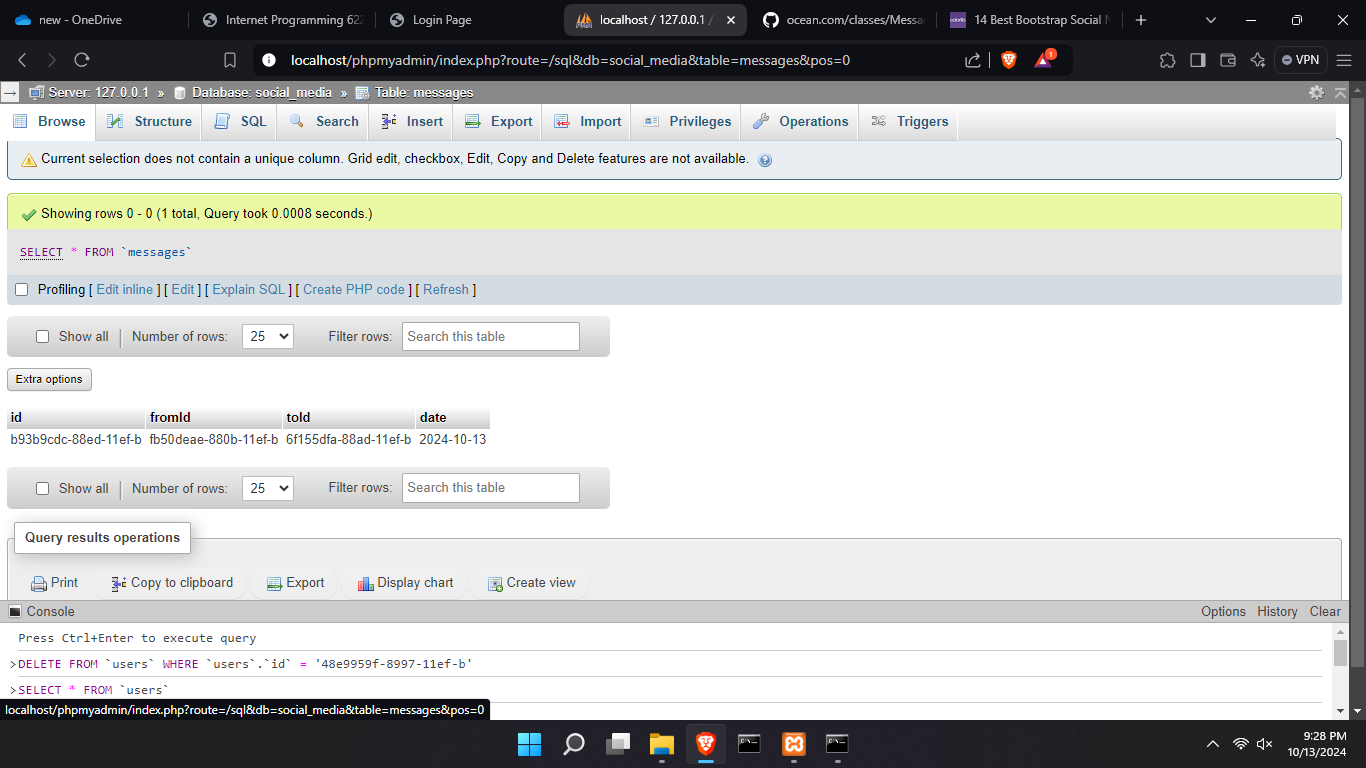 new - OneDrive
Internet Programming 622
Login Page
localhost / 127.0.0.1 /
ocean.com/classes/Messa
14 Best Bootstrap Social N
localhost/phpmyadmin/index.php?route=/sql&db=social_media&table=messages&pos=0
1
VPN
Server: 127.0.0.1 » Database: social_media » Table: messages
Browse Structure SQL Search Insert Export Import Privileges Operations Triggers
Current selection does not contain a unique column. Grid edit, checkbox, Edit, Copy and Delete features are not available.
Showing rows 0 - 0 (1 total, Query took 0.0008 seconds.)
SELECT * FROM `messages`
Profiling [ Edit inline ] [ Edit ] [ Explain SQL ] [ Create PHP code ] [ Refresh ]
Show all Number of rows: 25 Filter rows: Search this table
Extra options
id fromId toId date
b93b9cdc-88ed-11ef-b fb50deae-880b-11ef-b 6f155dfa-88ad-11ef-b 2024-10-13
Show all Number of rows: 25 Filter rows: Search this table
Query results operations
Print Copy to clipboard Export Display chart Create view
Console Options History Clear
Press Ctrl+Enter to execute query
>DELETE FROM `users` WHERE `users`.`id` = '48e9959f-8997-11ef-b'
>SELECT * FROM `users`
localhost/phpmyadmin/index.php?route=/sql&db=social_media&table=messages&pos=0
9:28 PM
10/13/2024